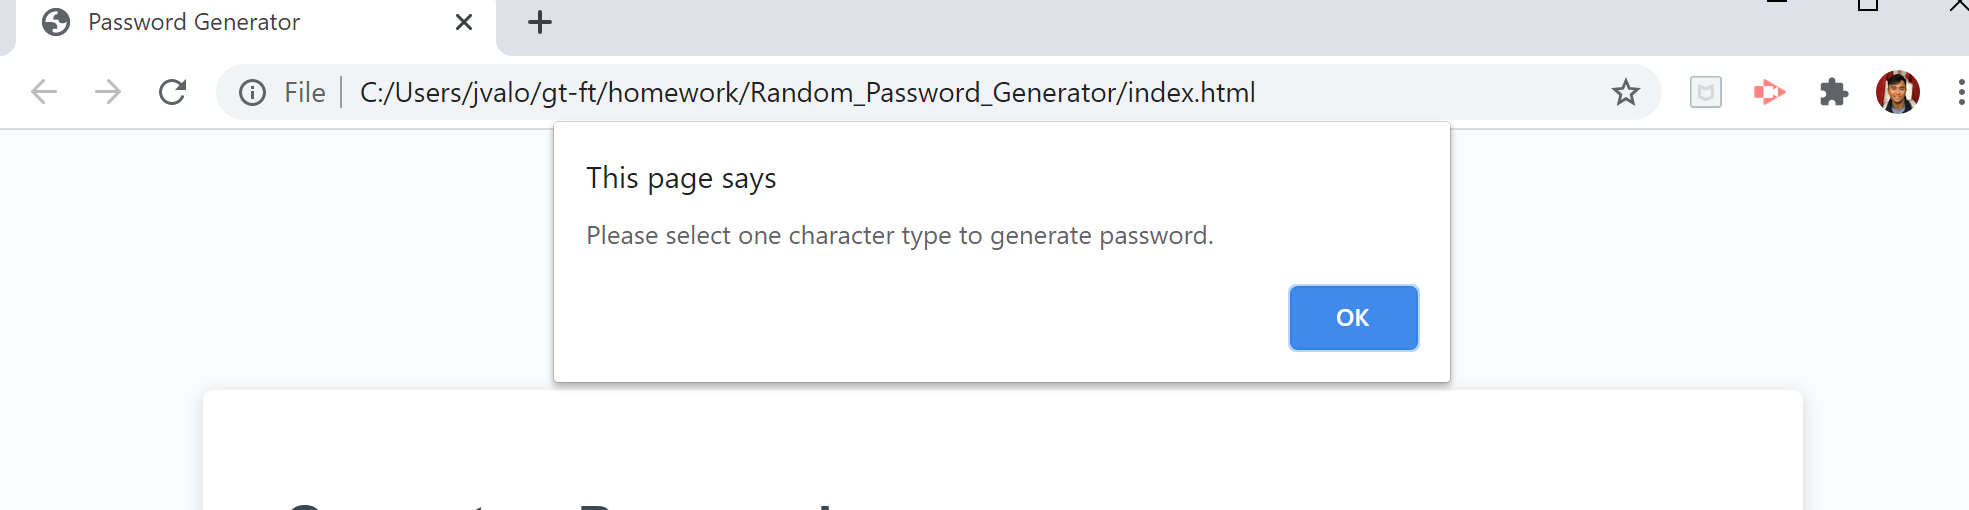 Password Generator
File C:/Users/jvalo/gt-ft/homework/Random_Password_Generator/index.html
This page says
Please select one character type to generate password.
OK